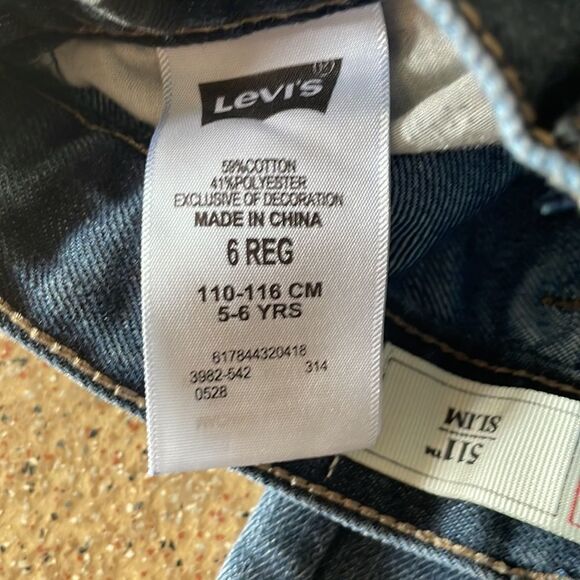 LEVI'S
59%COTTON
41%POLYESTER
EXCLUSIVE OF DECORATION
MADE IN CHINA
6 REG
110-116 CM
5-6 YRS
617844320418
3982-542 314
0528
511™
SLIM